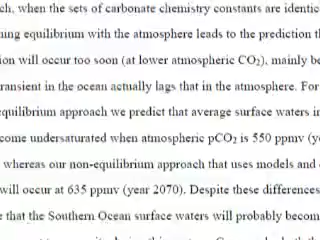 ch, when the sets of carbonate chemistry constants are identic
ning equilibrium with the atmosphere leads to the prediction th
ion will occur too soon (at lower atmospheric CO₂), mainly be
transient in the ocean actually lags that in the atmosphere. For
equilibrium approach we predict that average surface waters in
come undersaturated when atmospheric pCO₂ is 550 ppmv (ye
whereas our non-equilibrium approach that uses models and
will occur at 635 ppmv (year 2070). Despite these differences
e that the Southern Ocean surface waters will probably becom